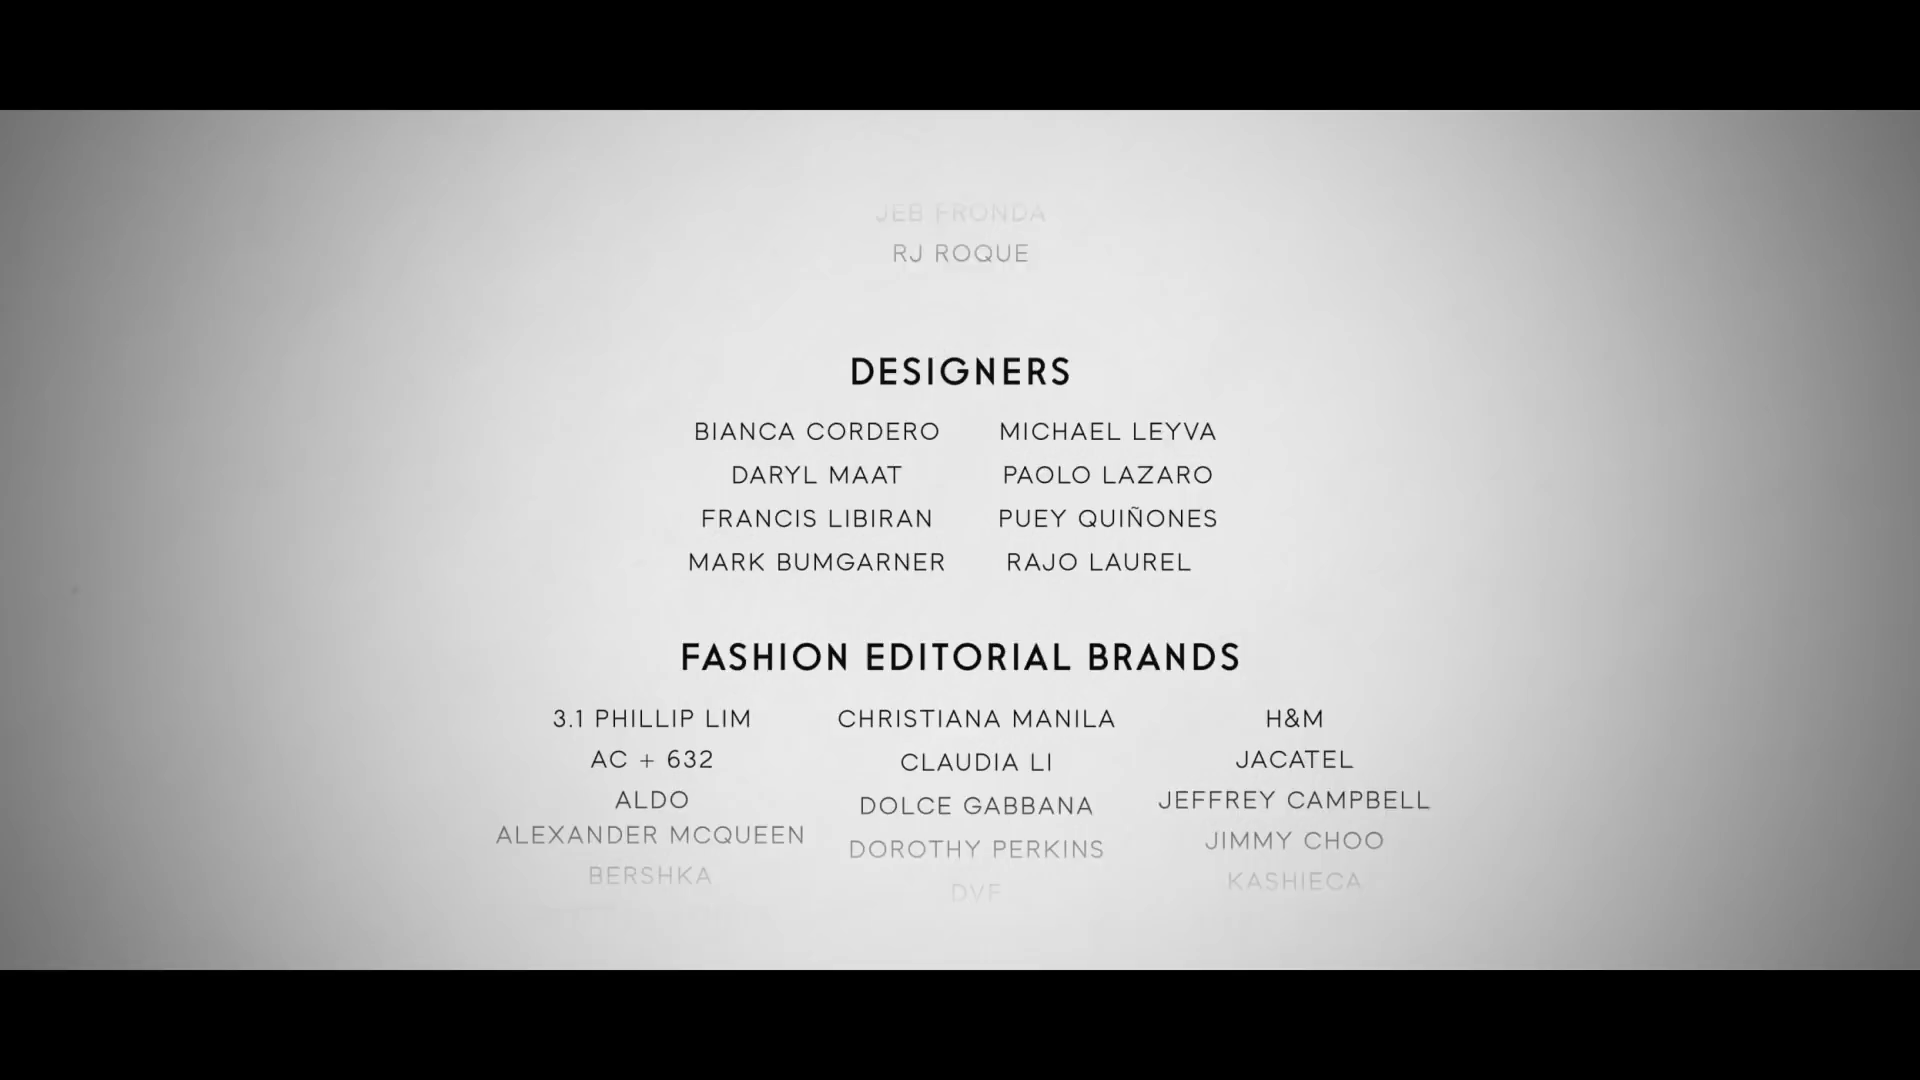 JEB FRONDA
RJ ROQUE
DESIGNERS
BIANCA CORDERO
DARYL MAAT
FRANCIS LIBIRAN
MARK BUMGARNER
MICHAEL LEYVA
PAOLO LAZARO
PUEY QUIÑONES
RAJO LAUREL
FASHION EDITORIAL BRANDS
3.1 PHILLIP LIM
AC + 632
ALDO
ALEXANDER MCQUEEN
BERSHKA
CHRISTIANA MANILA
CLAUDIA LI
DOLCE GABBANA
DOROTHY PERKINS
DVF
H&M
JACATEL
JEFFREY CAMPBELL
JIMMY CHOO
KASHIECA